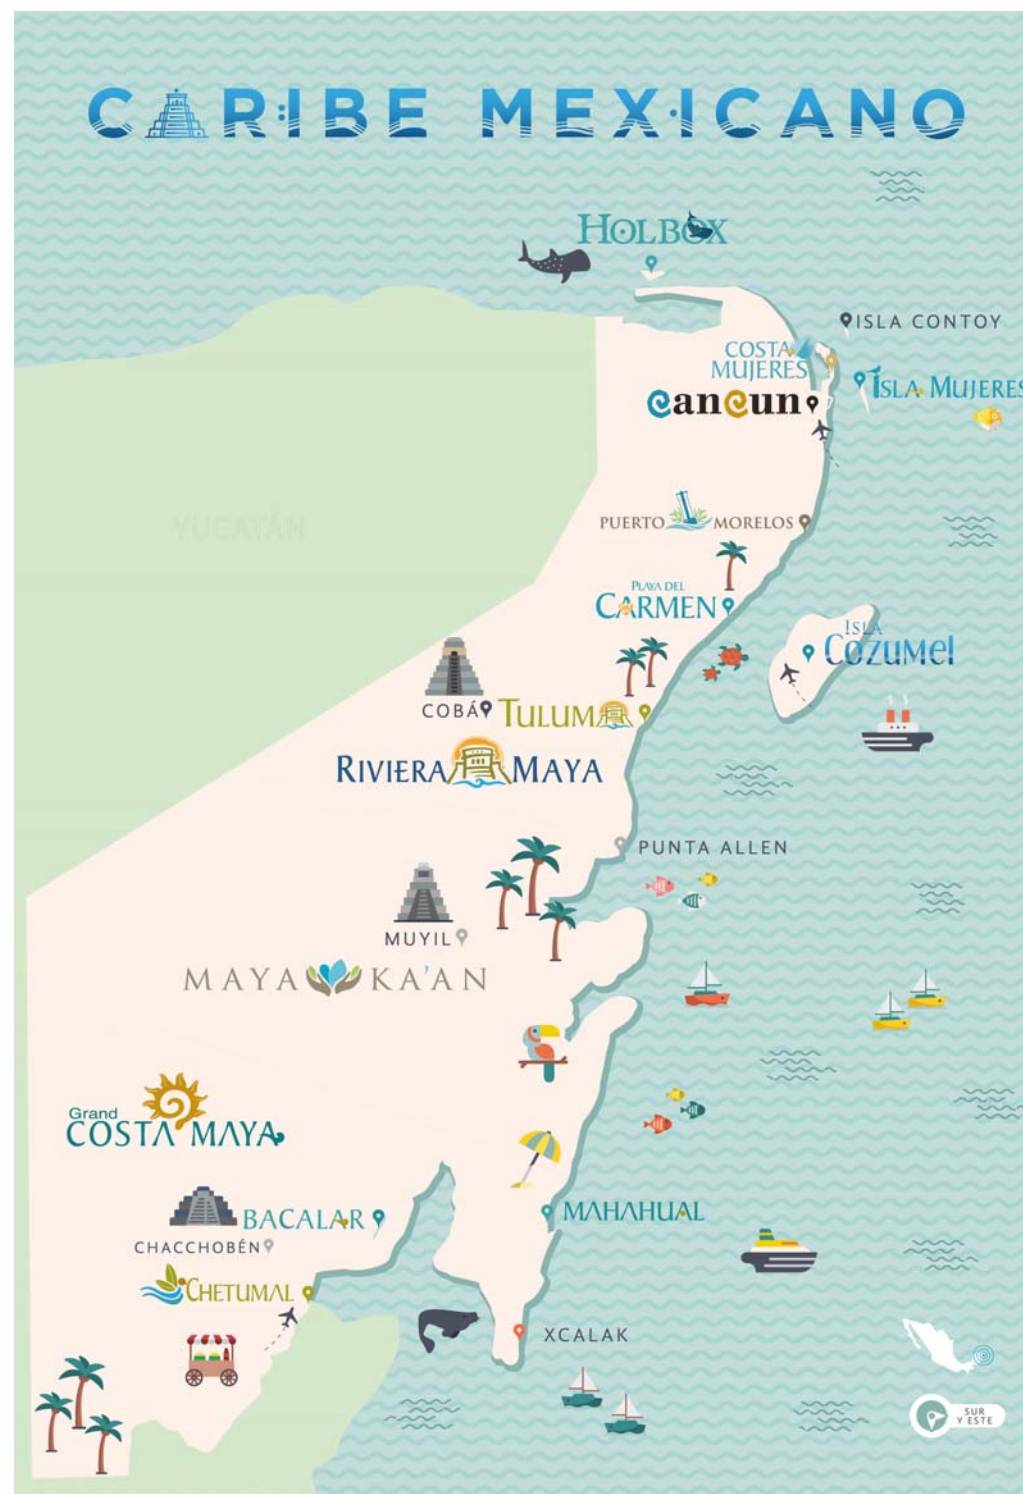 CARIBE MEXICANO
HOLBOX
ISLA CONTOY
COSTA
MUJERES
ISLA MUJERES
cancun
YUCATÁN
PUERTO MORELOS
PLAYA DEL
CARMEN
ISLA
COZUMEL
COBÁ
TULUM
RIVIERA MAYA
PUNTA ALLEN
MUYIL
MAYA KA'AN
Grand
COSTA MAYA
BACALAR
MAHAHUAL
CHACCHOBÉN
CHETUMAL
XCALAK
SUR
Y ESTE